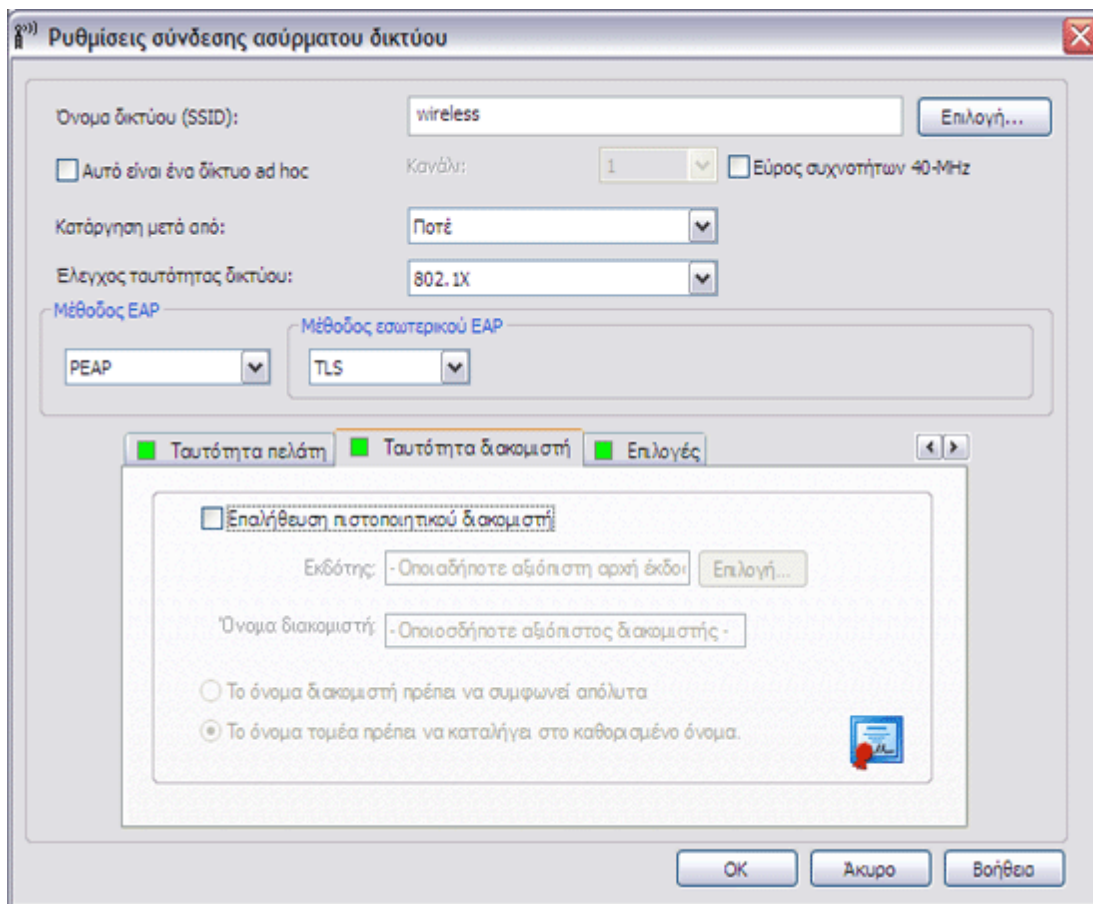 Ρυθμίσεις σύνδεσης ασύρματου δικτύου
Όνομα δικτύου (SSID): wireless Επιλογή...
Αυτό είναι ένα δίκτυο ad hoc Κανάλι: 1 Εύρος συχνοτήτων 40-MHz
Κατάργηση μετά από: Ποτέ
Έλεγχος ταυτότητας δικτύου: 802.1X
Μέθοδος EAP
Μέθοδος εσωτερικού EAP
PEAP TLS
Ταυτότητα πελάτη Ταυτότητα διακομιστή Επιλογές
Επαλήθευση πιστοποιητικού διακομιστή
Εκδότης: - Οποιαδήποτε αξιόπιστη αρχή έκδο Επιλογή...
Όνομα διακομιστή: - Οποιοσδήποτε αξιόπιστος διακομιστής -
Το όνομα διακομιστή πρέπει να συμφωνεί απόλυτα
Το όνομα τομέα πρέπει να καταλήγει στο καθορισμένο όνομα.
OK Άκυρο Βοήθεια